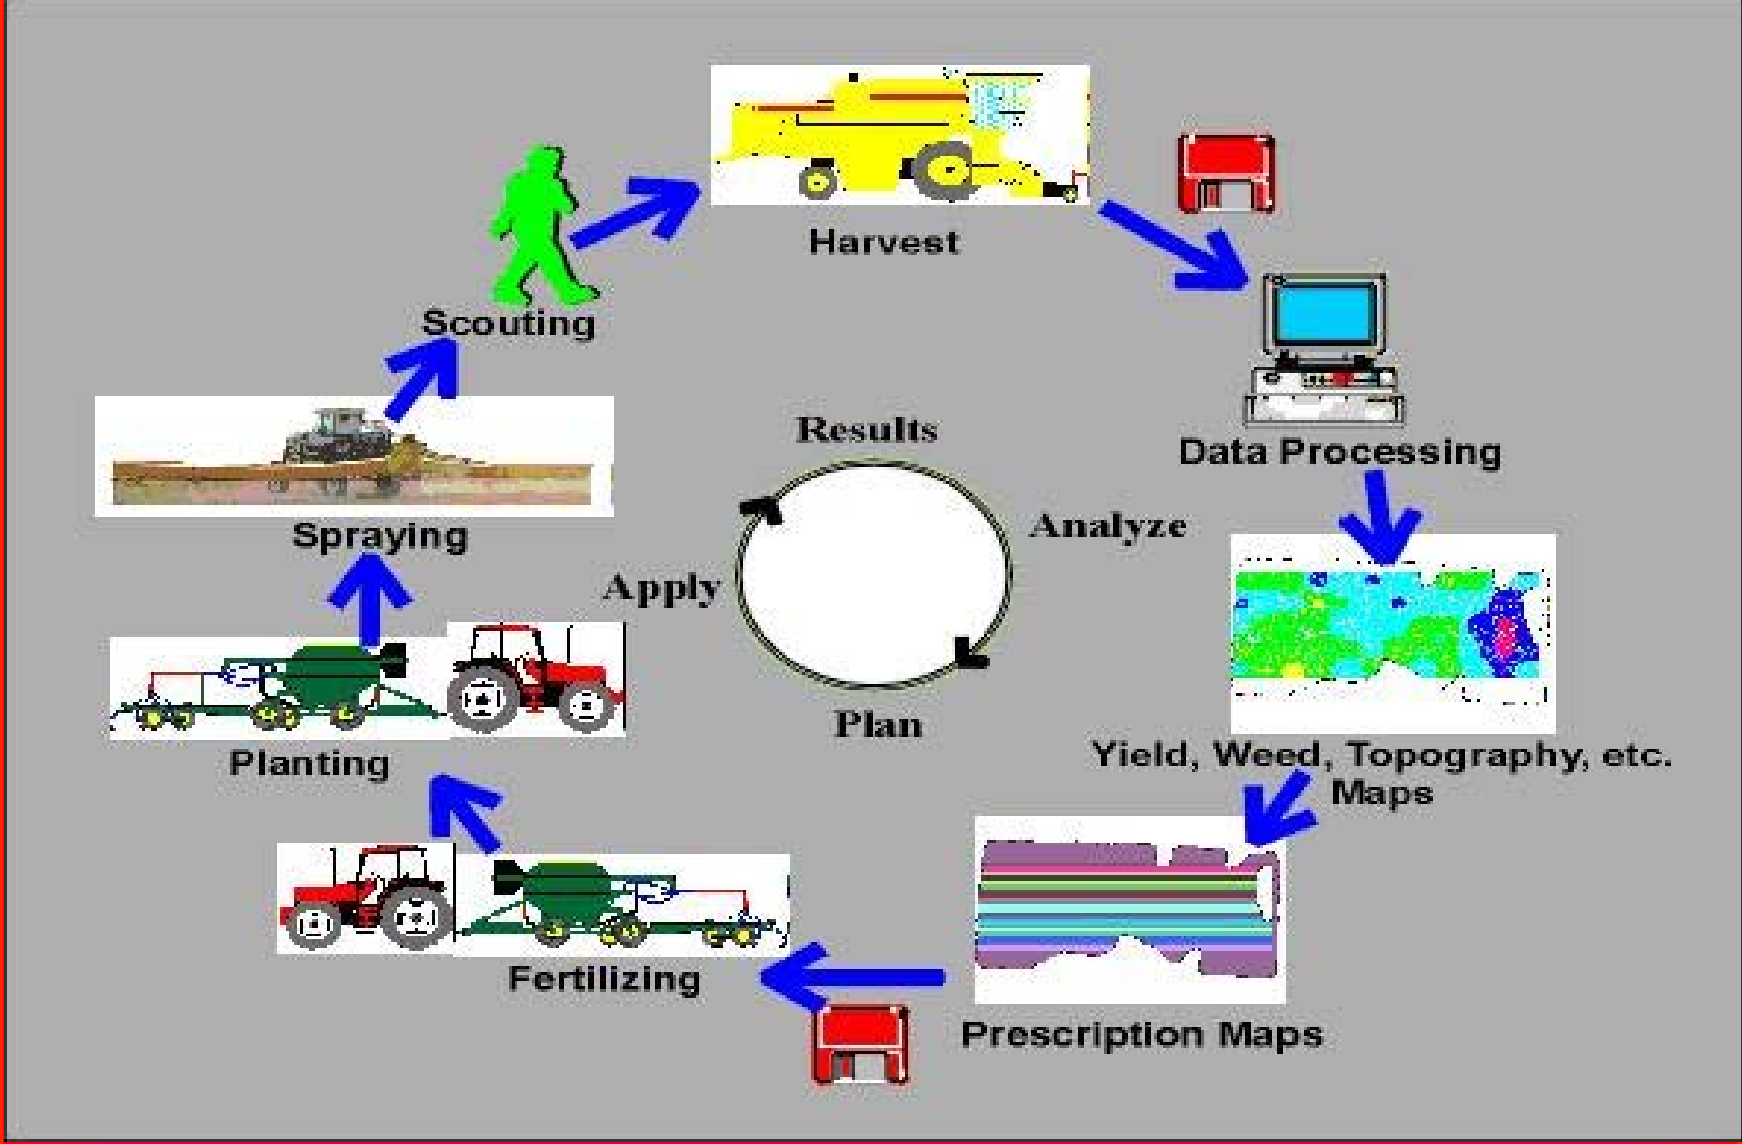 Harvest
Scouting
Results
Data Processing
Analyze
Spraying
Apply
Plan
Yield, Weed, Topography, etc.
Maps
Planting
Fertilizing
Prescription Maps